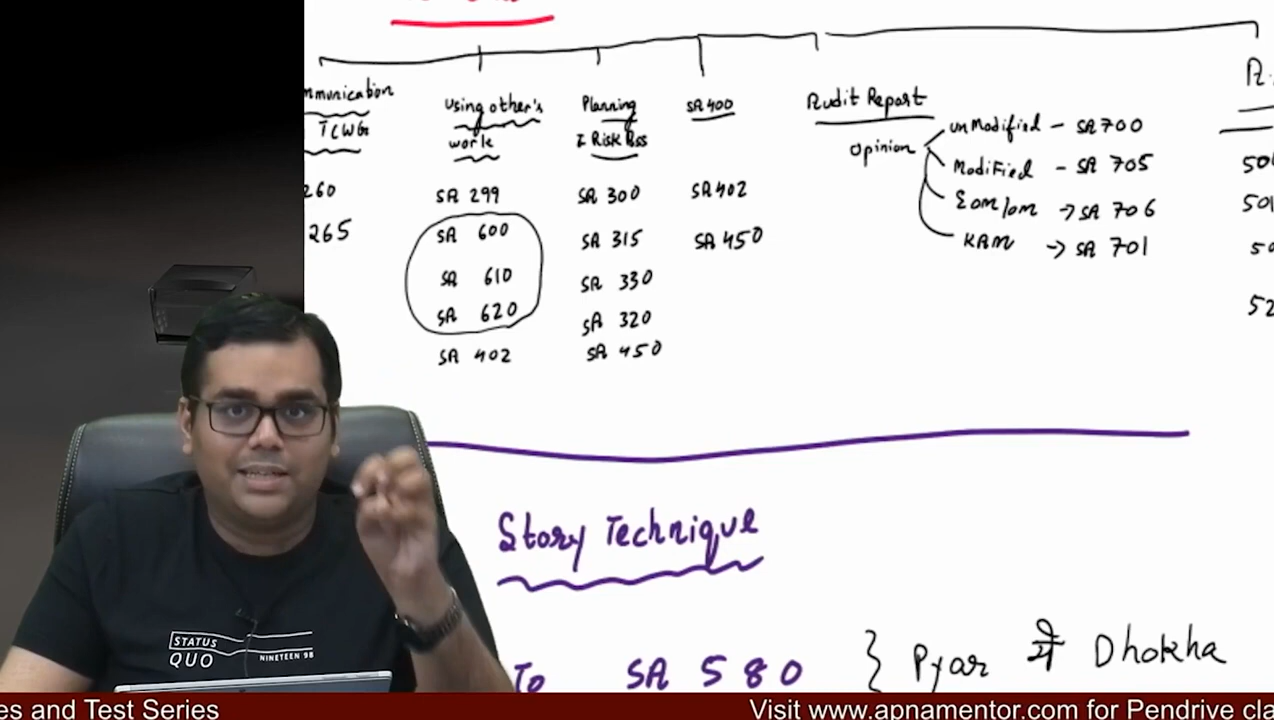 mmunication
TCWG
260
265
Using other's
work
SA 299
SA 600
SA 610
SA 620
SA 402
Planning
& Risk Ass
SA 300
SA 315
SA 330
SA 320
SA 450
SA 400
SA 402
SA 450
Audit Report
Opinion
unModified - SA 700
Modified - SA 705
EOM/OM → SA 706
KAM → SA 701
50
52
Story Technique
To SA 580 } Pyar में Dhokha
STATUS
QUO
NINETEEN 98
es and Test Series
Visit www.apnamentor.com for Pendrive cla